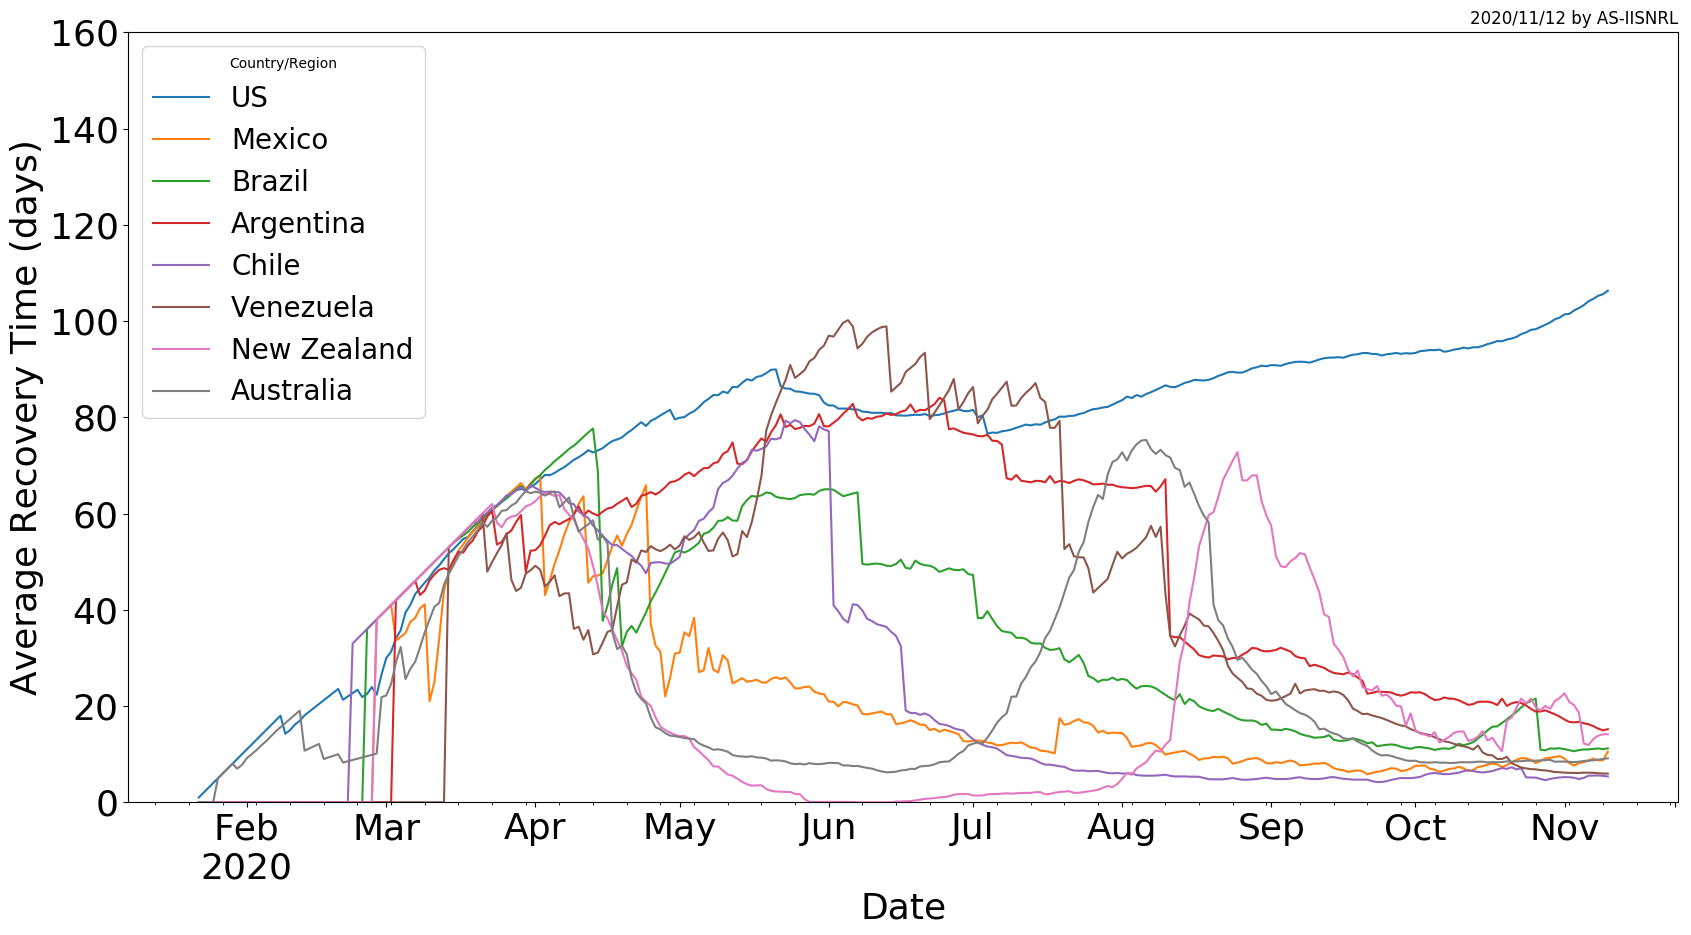 2020/11/12 by AS-IISNRL
Average Recovery Time (days)
160
140
120
100
80
60
40
20
0
Country/Region
US
Mexico
Brazil
Argentina
Chile
Venezuela
New Zealand
Australia
Feb Mar Apr May Jun Jul Aug Sep Oct Nov
2020
Date